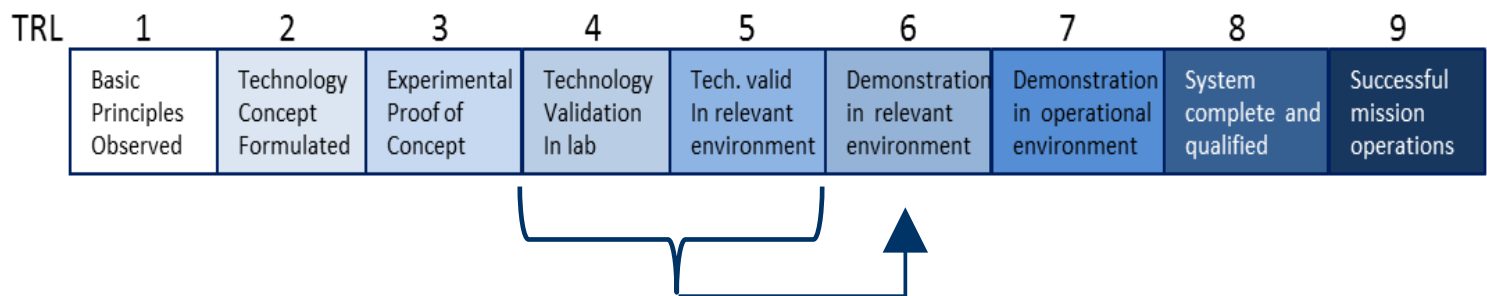 TRL 1 2 3 4 5 6 7 8 9
Basic
Principles
Observed
Technology
Concept
Formulated
Experimental
Proof of
Concept
Technology
Validation
In lab
Tech. valid
In relevant
environment
Demonstration
in relevant
environment
Demonstration
in operational
environment
System
complete and
qualified
Successful
mission
operations